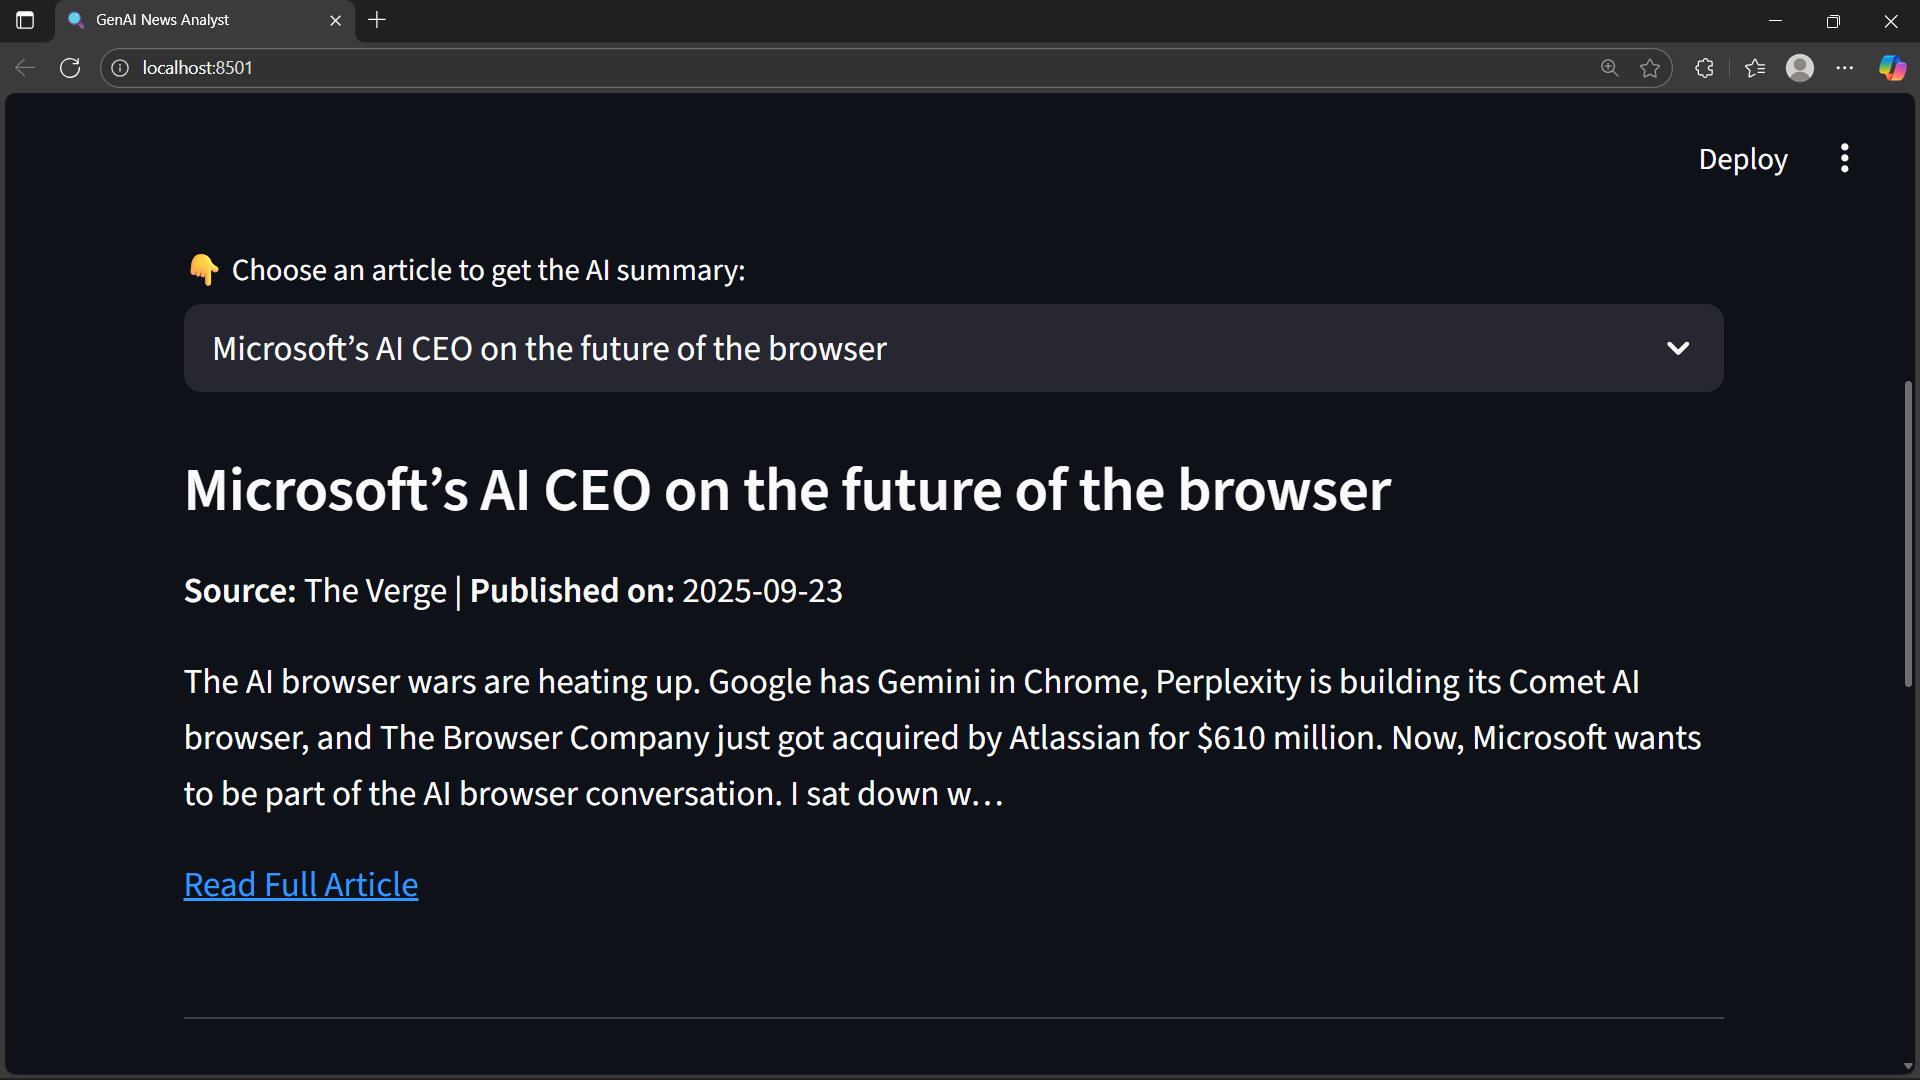 GenAI News Analyst
localhost:8501
Deploy
👇 Choose an article to get the AI summary:
Microsoft’s AI CEO on the future of the browser
Microsoft’s AI CEO on the future of the browser
Source: The Verge | Published on: 2025-09-23
The AI browser wars are heating up. Google has Gemini in Chrome, Perplexity is building its Comet AI
browser, and The Browser Company just got acquired by Atlassian for $610 million. Now, Microsoft wants
to be part of the AI browser conversation. I sat down w…
Read Full Article